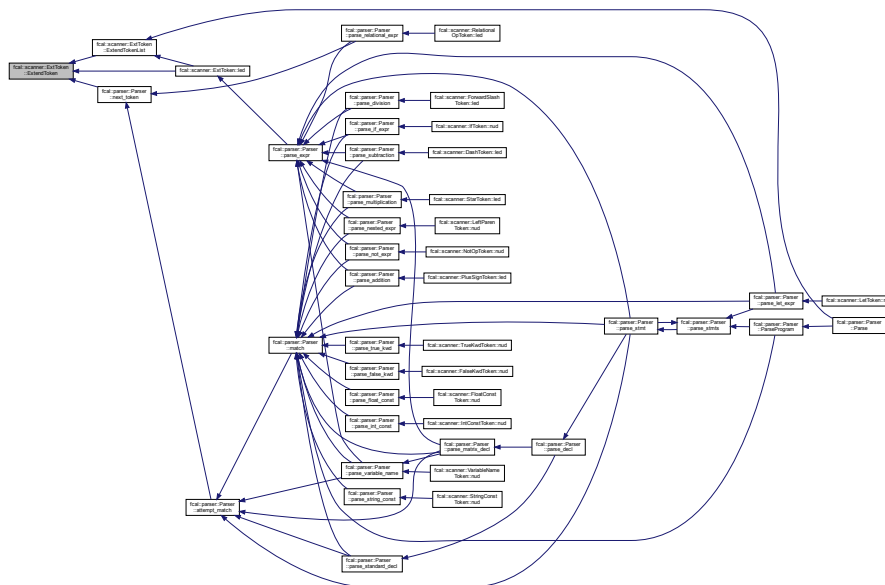 fcal::scanner::ExtToken
::ExtendToken
fcal::scanner::ExtToken
::ExtendTokenList
fcal::scanner::ExtToken::led
fcal::parser::Parser
::next_token
fcal::parser::Parser
::parse_expr
fcal::parser::Parser
::match
fcal::parser::Parser
::attempt_match
fcal::parser::Parser
::parse_relational_expr
fcal::scanner::Relational
OpToken::led
fcal::parser::Parser
::parse_division
fcal::scanner::ForwardSlash
Token::led
fcal::parser::Parser
::parse_if_expr
fcal::scanner::IfToken::nud
fcal::parser::Parser
::parse_subtraction
fcal::scanner::DashToken::led
fcal::parser::Parser
::parse_multiplication
fcal::scanner::StarToken::led
fcal::parser::Parser
::parse_nested_expr
fcal::scanner::LeftParen
Token::nud
fcal::parser::Parser
::parse_not_expr
fcal::scanner::NotOpToken::nud
fcal::parser::Parser
::parse_addition
fcal::scanner::PlusSignToken::led
fcal::parser::Parser
::parse_true_kwd
fcal::scanner::TrueKwdToken::nud
fcal::parser::Parser
::parse_false_kwd
fcal::scanner::FalseKwdToken::nud
fcal::parser::Parser
::parse_float_const
fcal::scanner::FloatConst
Token::nud
fcal::parser::Parser
::parse_int_const
fcal::scanner::IntConstToken::nud
fcal::parser::Parser
::parse_matrix_decl
fcal::parser::Parser
::parse_decl
fcal::parser::Parser
::parse_variable_name
fcal::scanner::VariableName
Token::nud
fcal::parser::Parser
::parse_string_const
fcal::scanner::StringConst
Token::nud
fcal::parser::Parser
::parse_standard_decl
fcal::parser::Parser
::parse_stmt
fcal::parser::Parser
::parse_stmts
fcal::parser::Parser
::parse_let_expr
fcal::parser::Parser
::ParseProgram
fcal::parser::Parser
::Parse